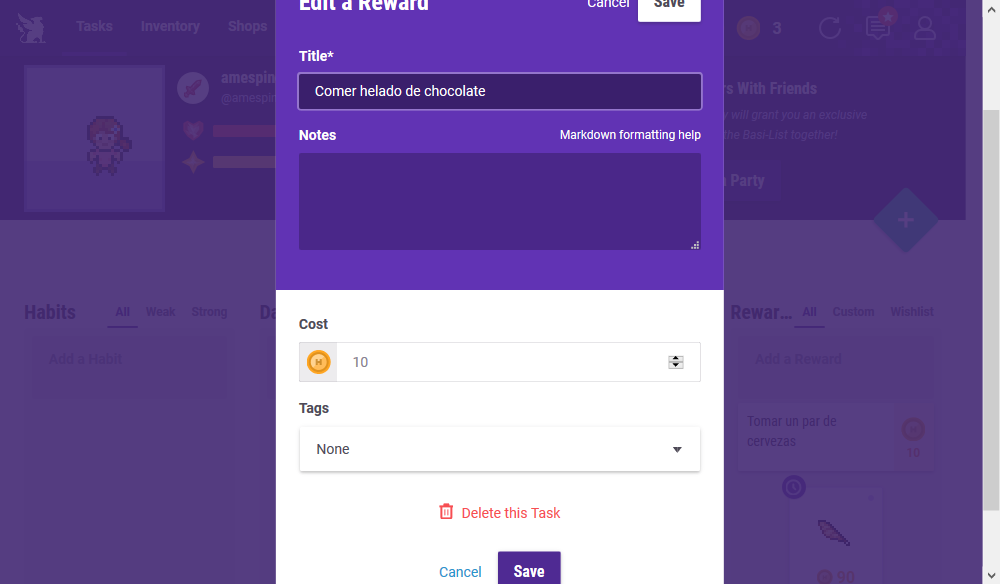 Edit a Reward
Cancel
Save
Tasks
Inventory
Shops
3
Title*
Comer helado de chocolate
Notes
Markdown formatting help
amespin
@amespin
s With Friends
will grant you an exclusive
the Basi-List together!
Party
Habits
All
Weak
Strong
Da
Rewar...
All
Custom
Wishlist
Add a Habit
Add a Reward
Cost
10
Tags
None
Tomar un par de
cervezas
10
Delete this Task
Cancel
Save
90